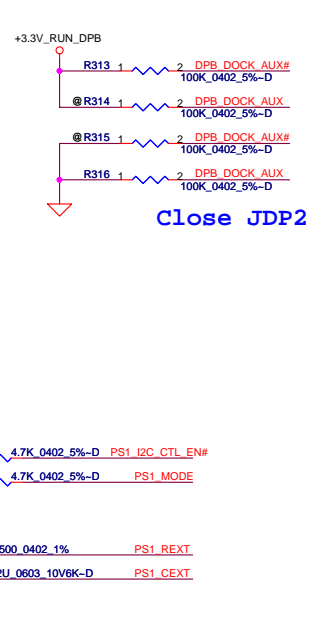 +3.3V_RUN_DPB
R313 1 2 DPB_DOCK_AUX#
100K_0402_5%~D
@R314 1 2 DPB_DOCK_AUX
100K_0402_5%~D
@R315 1 2 DPB_DOCK_AUX#
100K_0402_5%~D
R316 1 2 DPB_DOCK_AUX
100K_0402_5%~D
Close JDP2
4.7K_0402_5%~D PS1_I2C_CTL_EN#
4.7K_0402_5%~D PS1_MODE
500_0402_1% PS1_REXT
2U_0603_10V6K~D PS1_CEXT